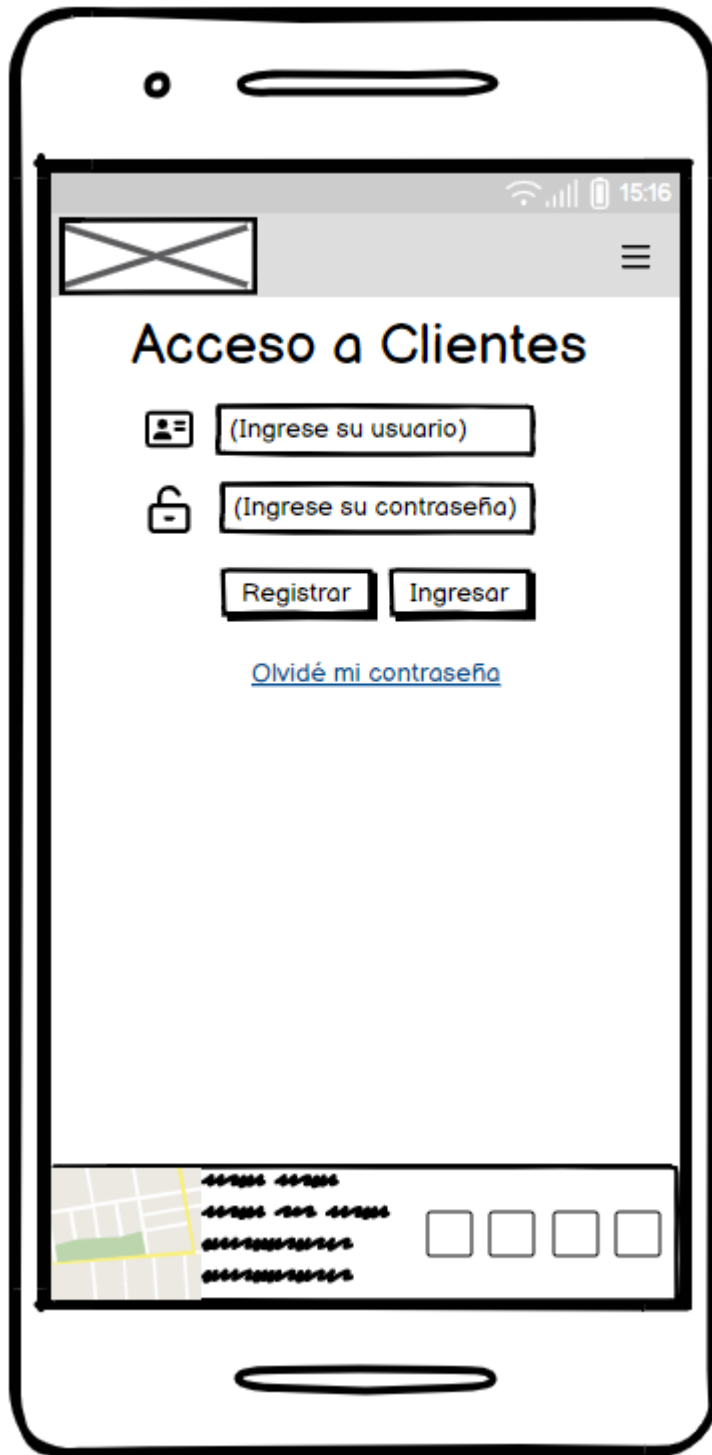 15:16
Acceso a Clientes
(Ingrese su usuario)
(Ingrese su contraseña)
Registrar Ingresar
Olvidé mi contraseña